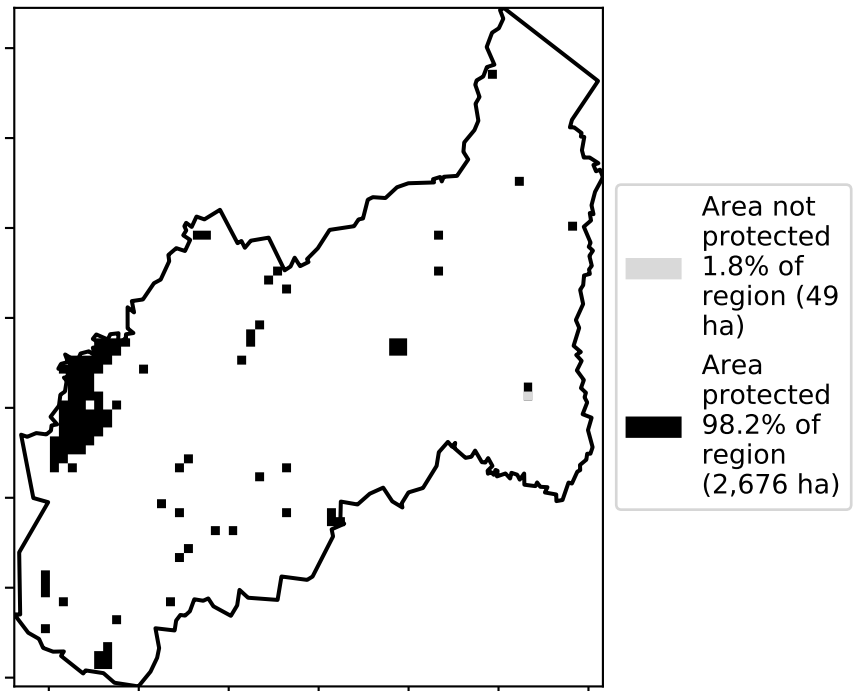 Area not
protected
1.8% of
region (49
ha)
Area
protected
98.2% of
region
(2,676 ha)